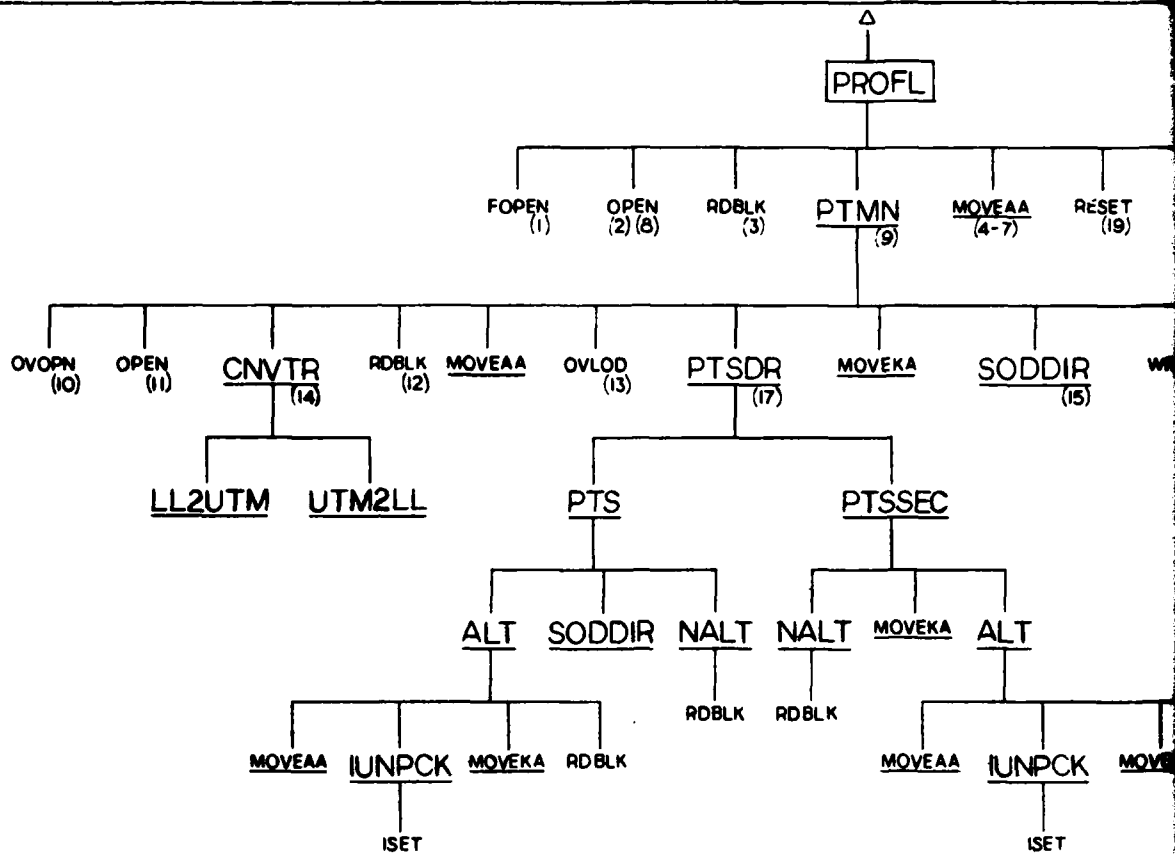 PROFL
FOPEN OPEN RDBLK PTMN MOVEAA RESET
(1) (2) (8) (3) (9) (4-7) (19)
OVOPN OPEN CNVTR RDBLK MOVEAA OVLOD PTSDR MOVEKA SODDIR
(10) (11) (14) (12) (13) (17) (15)
LL2UTM UTM2LL PTS PTSSEC
ALT SODDIR NALT NALT MOVEKA ALT
RDBLK RDBLK
MOVEAA IUNPCK MOVEKA RDBLK MOVEAA IUNPCK
ISET ISET